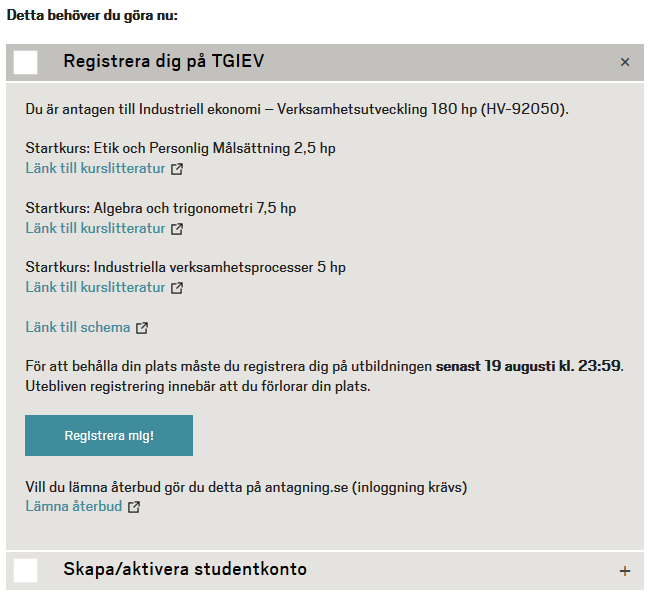 Detta behöver du göra nu:
Registrera dig på TGIEV
Du är antagen till Industriell ekonomi – Verksamhetsutveckling 180 hp (HV-92050).
Startkurs: Etik och Personlig Målsättning 2,5 hp
Länk till kurslitteratur
Startkurs: Algebra och trigonometri 7,5 hp
Länk till kurslitteratur
Startkurs: Industriella verksamhetsprocesser 5 hp
Länk till kurslitteratur
Länk till schema
För att behålla din plats måste du registrera dig på utbildningen senast 19 augusti kl. 23:59.
Utebliven registrering innebär att du förlorar din plats.
Registrera mig!
Vill du lämna återbud gör du detta på antagning.se (inloggning krävs)
Lämna återbud
Skapa/aktivera studentkonto